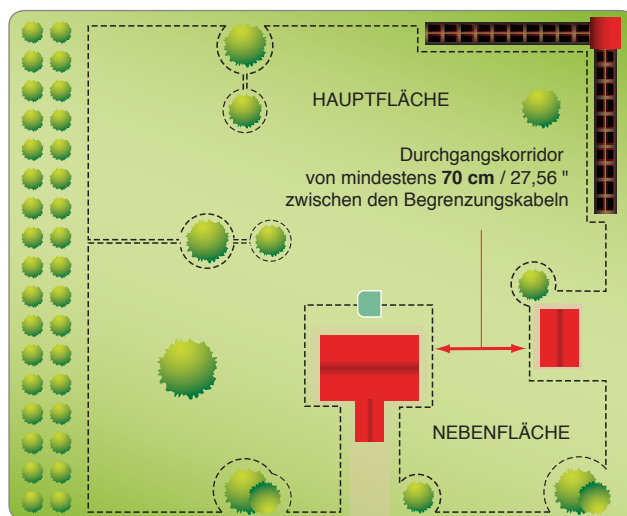 HAUPTFLÄCHE
Durchgangskorridor
von mindestens 70 cm / 27,56 "
zwischen den Begrenzungskabeln
NEBENFLÄCHE